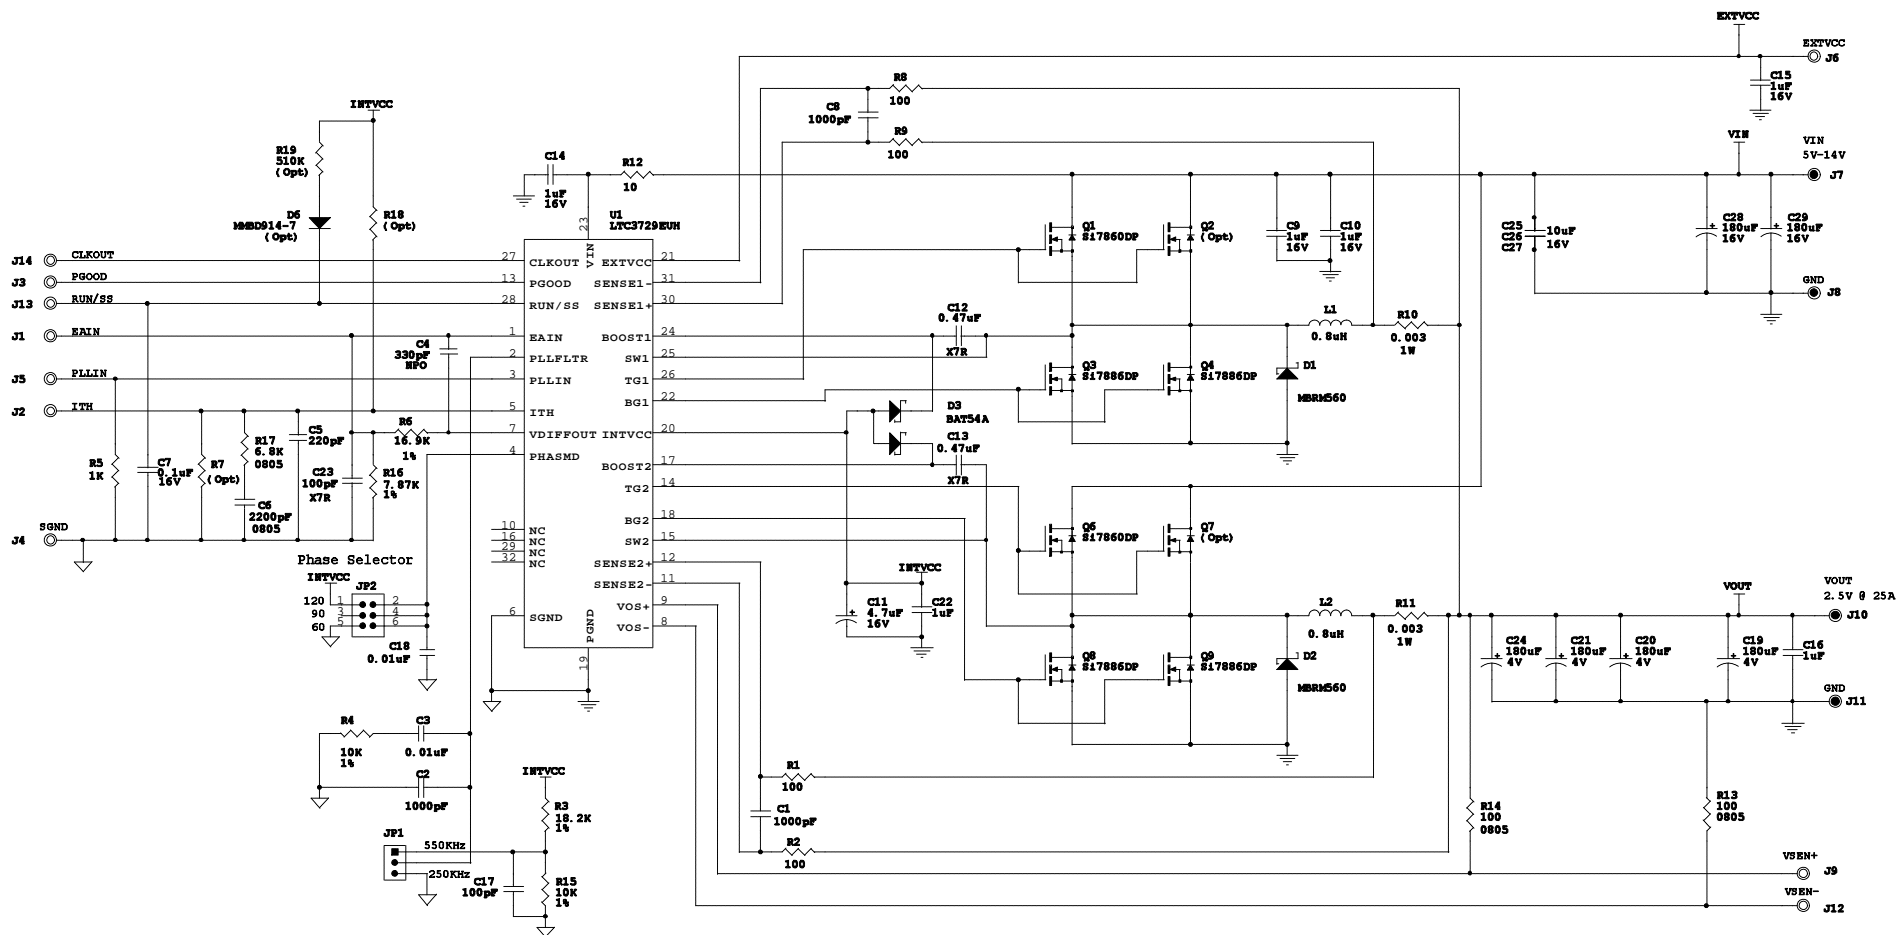 EXTVCC
EXTVCC
J6
C15
1uF
16V
R8
100
C8
1000pF
R9
100
INTVCC
R19
510K
(Opt)
D6
MMBD914-7
(Opt)
R18
(Opt)
C14
1uF
16V
R12
10
VIN
VIN
5V-14V
J7
U1
LTC3729EUH
23
VIN
Q1
Si7860DP
Q2
(Opt)
C9
1uF
16V
C10
1uF
16V
C25
C26
C27
10uF
16V
C28
180uF
16V
C29
180uF
16V
GND
J8
J14
CLKOUT
J3
PGOOD
J13
RUN/SS
J1
EAIN
J5
PLLIN
J2
ITH
27
CLKOUT
13
PGOOD
28
RUN/SS
1
EAIN
2
PLLFLTR
3
PLLIN
5
ITH
7
VDIFFOUT
4
PHASMD
10
NC
16
NC
29
NC
32
NC
6
SGND
19
PGND
EXTVCC
21
SENSE1-
31
SENSE1+
30
BOOST1
24
SW1
25
TG1
26
BG1
22
INTVCC
20
BOOST2
17
TG2
14
BG2
18
SW2
15
SENSE2+
12
SENSE2-
11
VOS+
9
VOS-
8
C4
330pF
NPO
C12
0.47uF
X7R
L1
0.8uH
R10
0.003
1W
Q3
Si7886DP
Q4
Si7886DP
D1
MBRM560
D3
BAT54A
C13
0.47uF
X7R
R5
1K
C7
0.1uF
16V
R7
(Opt)
R17
6.8K
0805
C6
2200pF
0805
C5
220pF
C23
100pF
X7R
R6
16.9K
1%
R16
7.87K
1%
SGND
J4
Phase Selector
INTVCC
JP2
120
1
2
90
3
4
60
5
6
C18
0.01uF
Q6
Si7860DP
Q7
(Opt)
INTVCC
C11
4.7uF
16V
C22
1uF
L2
0.8uH
R11
0.003
1W
Q8
Si7886DP
Q9
Si7886DP
D2
MBRM560
VOUT
VOUT
2.5V @ 25A
J10
C24
180uF
4V
C21
180uF
4V
C20
180uF
4V
C19
180uF
4V
C16
1uF
GND
J11
R4
10K
1%
C3
0.01uF
C2
1000pF
INTVCC
R3
18.2K
1%
R1
100
C1
1000pF
R2
100
R14
100
0805
R13
100
0805
JP1
550KHz
250KHz
C17
100pF
R15
10K
1%
VSEN+
J9
VSEN-
J12